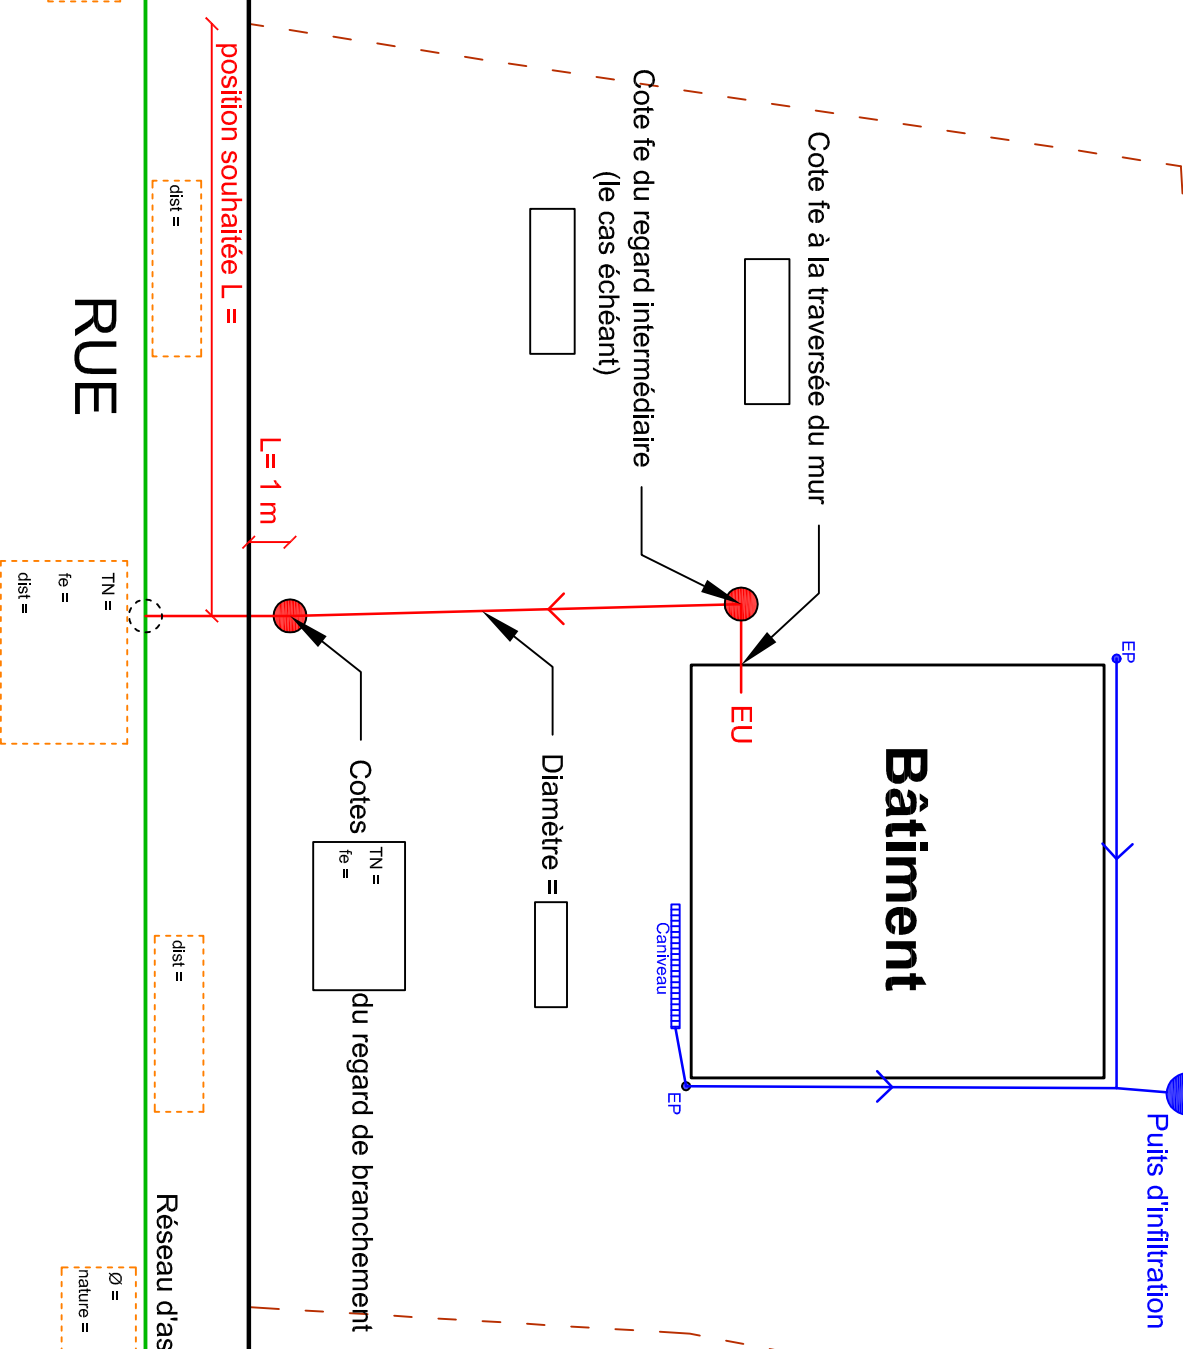 Puits d'infiltration
EP
Bâtiment
Cote fe à la traversée du mur
EU
Caniveau
EP
Cote fe du regard intermédiaire
(le cas échéant)
Diamètre =
Cotes
TN =
fe =
du regard de branchement
L= 1 m
position souhaitée L =
dist =
dist =
Réseau d'as
RUE
TN =
fe =
dist =
Ø =
nature =